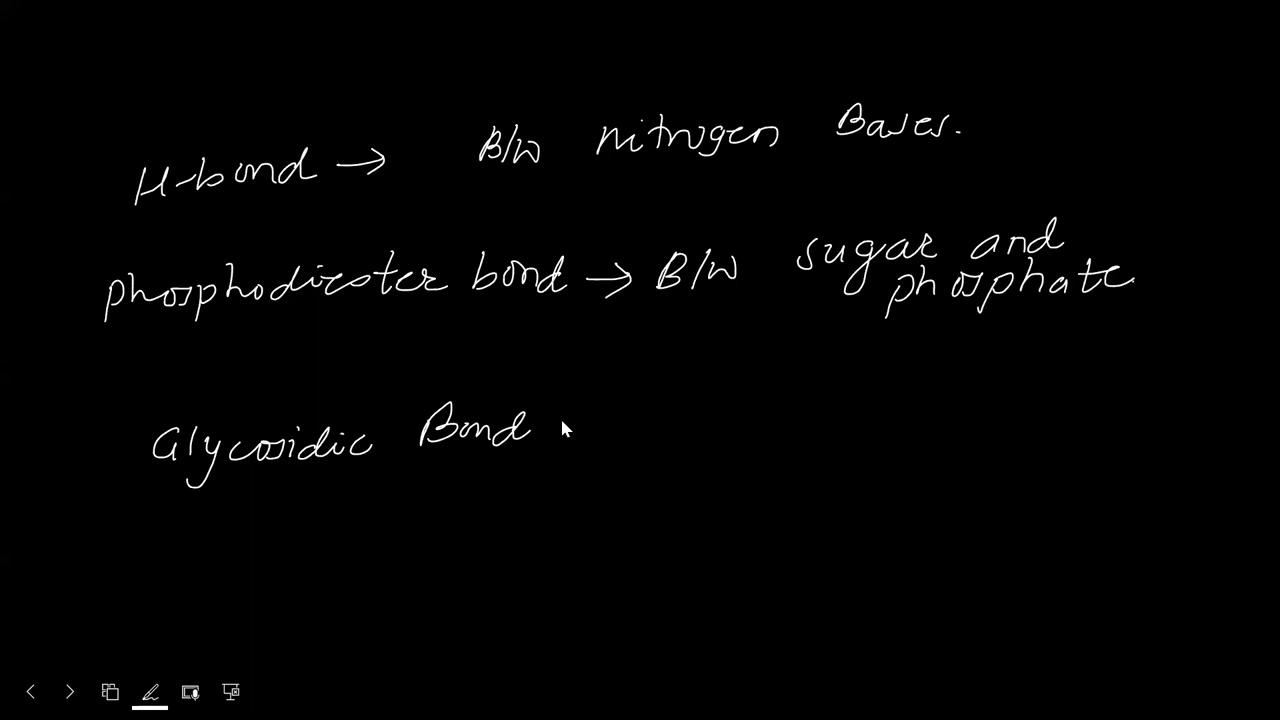 H-bond → B/W nitrogen Bases.
phosphodiester bond → B/W sugar and
phosphate
Glycosidic Bond